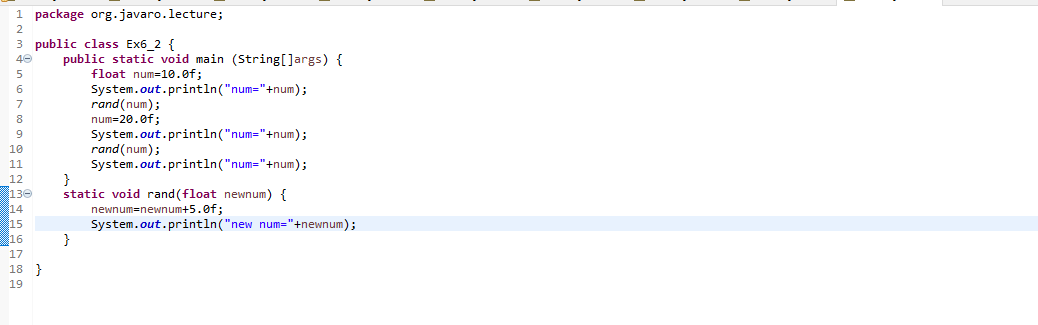 1 package org.javaro.lecture;
2
3 public class Ex6_2 {
4 public static void main (String[]args) {
5 float num=10.0f;
6 System.out.println("num="+num);
7 rand(num);
8 num=20.0f;
9 System.out.println("num="+num);
10 rand(num);
11 System.out.println("num="+num);
12 }
13 static void rand(float newnum) {
14 newnum=newnum+5.0f;
15 System.out.println("new num="+newnum);
16 }
17
18 }
19